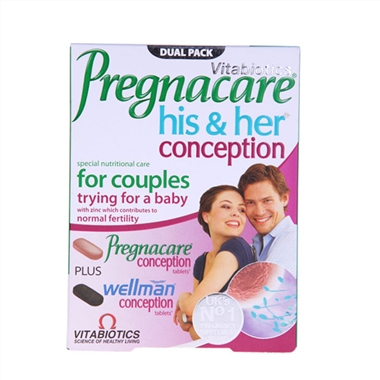 DUAL PACK
Vitabiotics
Pregnacare®
his & her
conception
special nutritional care
for couples
trying for a baby
with zinc which contributes to
normal fertility
Pregnacare®
conception
tablets
PLUS
wellman®
conception
tablets
UK's
Nº1
VITABIOTICS
SCIENCE OF HEALTHY LIVING